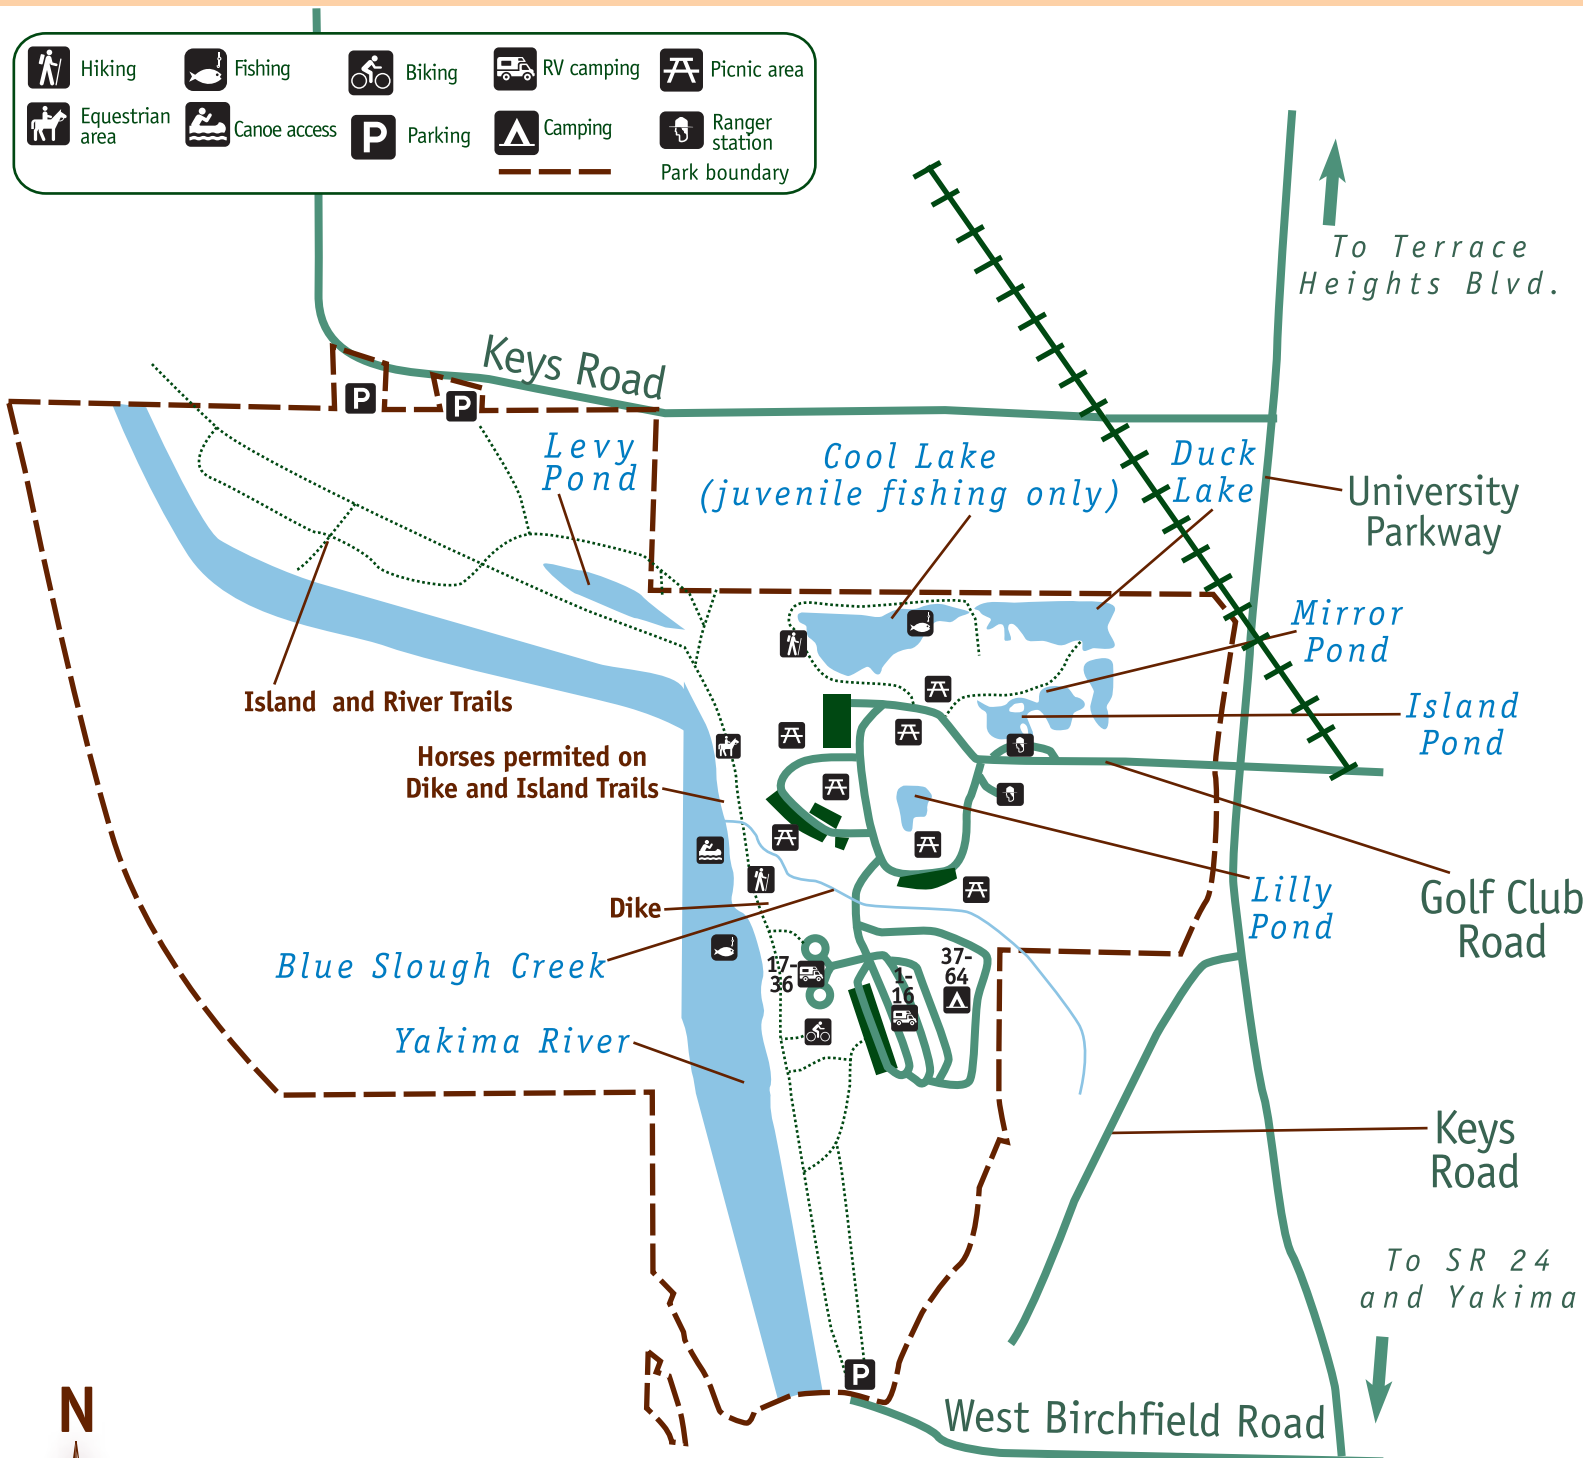 Hiking
Fishing
Biking
RV camping
Picnic area
Equestrian
area
Canoe access
P
Parking
Camping
Ranger
station
Park boundary
To Terrace
Heights Blvd.
Keys Road
P
P
Levy
Pond
Cool Lake
(juvenile fishing only)
Duck
Lake
University
Parkway
Mirror
Pond
Island and River Trails
Island
Pond
Horses permited on
Dike and Island Trails
Golf Club
Road
Lilly
Pond
Dike
Blue Slough Creek
17-
36
1-
16
37-
64
Yakima River
Keys
Road
To SR 24
and Yakima
P
West Birchfield Road
N